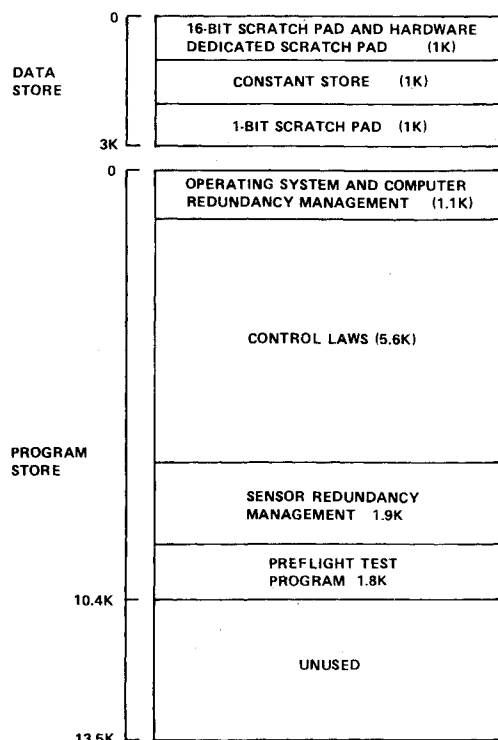 0
16-BIT SCRATCH PAD AND HARDWARE
DEDICATED SCRATCH PAD (1K)
DATA
STORE
CONSTANT STORE (1K)
1-BIT SCRATCH PAD (1K)
3K
0
OPERATING SYSTEM AND COMPUTER
REDUNDANCY MANAGEMENT (1.1K)
CONTROL LAWS (5.6K)
PROGRAM
STORE
SENSOR REDUNDANCY
MANAGEMENT 1.9K
PREFLIGHT TEST
PROGRAM 1.8K
10.4K
UNUSED
13.5K